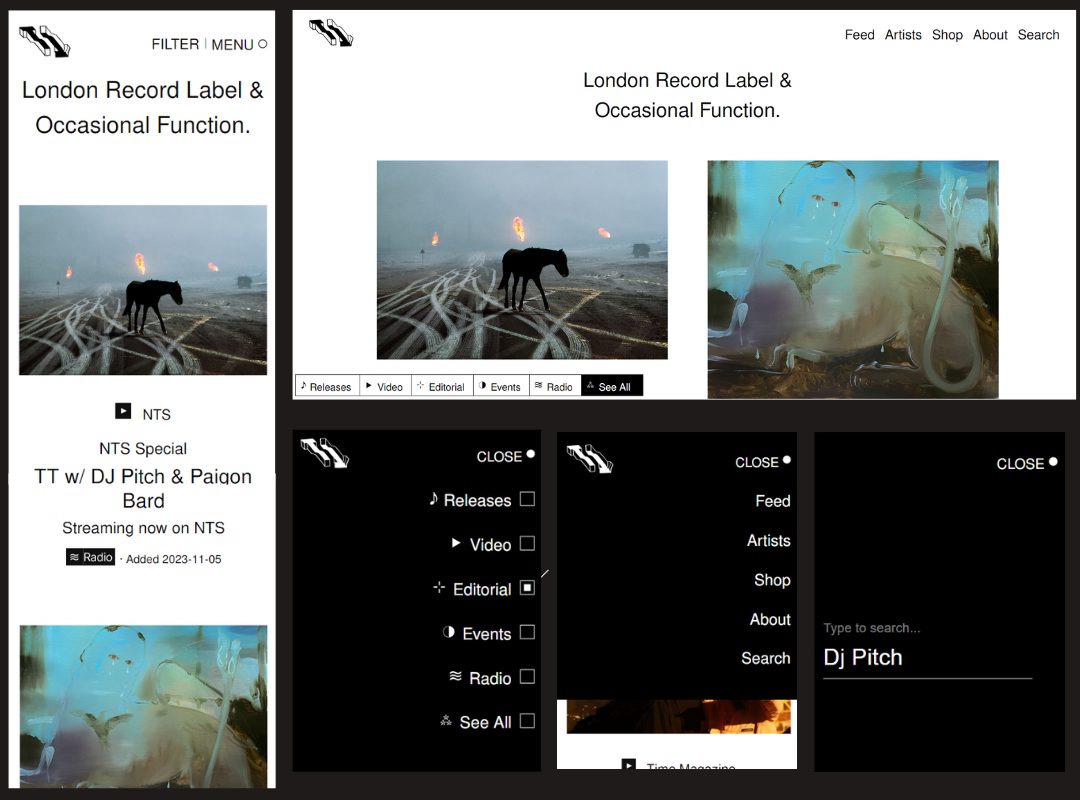 FILTER | MENU
London Record Label &
Occasional Function.
NTS
NTS Special
TT w/ DJ Pitch & Paigon
Bard
Streaming now on NTS
Radio · Added 2023-11-05
Feed Artists Shop About Search
London Record Label &
Occasional Function.
Releases Video Editorial Events Radio See All
CLOSE
Releases
Video
Editorial
Events
Radio
See All
CLOSE
Feed
Artists
Shop
About
Search
Time Magazine
CLOSE
Type to search...
Dj Pitch